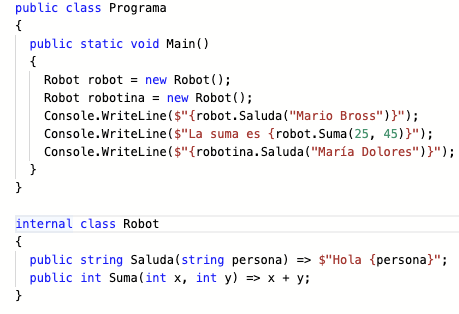 public class Programa
{
  public static void Main()
  {
    Robot robot = new Robot();
    Robot robotina = new Robot();
    Console.WriteLine($"{robot.Saluda("Mario Bross")}");
    Console.WriteLine($"La suma es {robot.Suma(25, 45)}");
    Console.WriteLine($"{robotina.Saluda("María Dolores")}");
  }
}

internal class Robot
{
  public string Saluda(string persona) => $"Hola {persona}";
  public int Suma(int x, int y) => x + y;
}